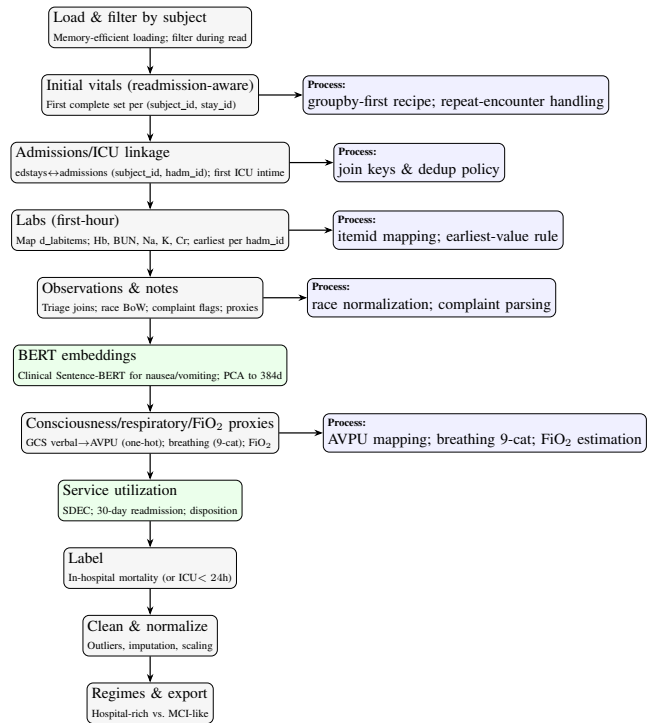 Load & filter by subject
Memory-efficient loading; filter during read
Initial vitals (readmission-aware)
First complete set per (subject_id, stay_id)
Process:
groupby-first recipe; repeat-encounter handling
Admissions/ICU linkage
edstays↔admissions (subject_id, hadm_id); first ICU intime
Process:
join keys & dedup policy
Labs (first-hour)
Map d_labitems; Hb, BUN, Na, K, Cr; earliest per hadm_id
Process:
itemid mapping; earliest-value rule
Observations & notes
Triage joins; race BoW; complaint flags; proxies
Process:
race normalization; complaint parsing
BERT embeddings
Clinical Sentence-BERT for nausea/vomiting; PCA to 384d
Consciousness/respiratory/FiO₂ proxies
GCS verbal→AVPU (one-hot); breathing (9-cat); FiO₂
Process:
AVPU mapping; breathing 9-cat; FiO₂ estimation
Service utilization
SDEC; 30-day readmission; disposition
Label
In-hospital mortality (or ICU< 24h)
Clean & normalize
Outliers, imputation, scaling
Regimes & export
Hospital-rich vs. MCI-like